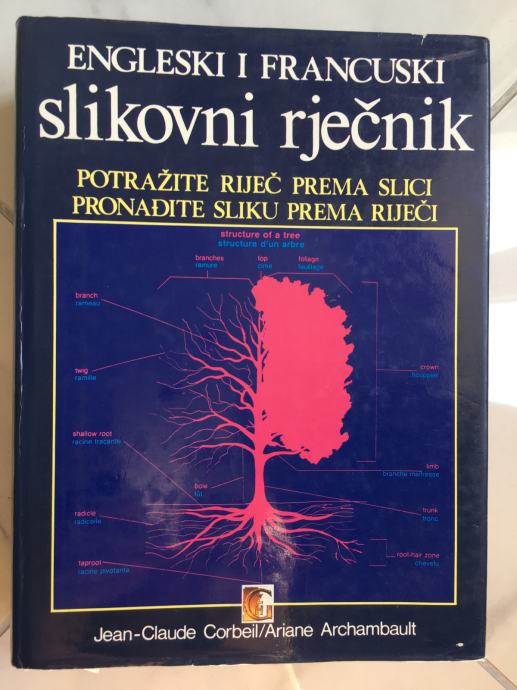 ENGLESKI I FRANCUSKI
slikovni rječnik
POTRAŽITE RIJEČ PREMA SLICI
PRONAĐITE SLIKU PREMA RIJEČI
structure of a tree
structure d'un arbre
branches
ramure
top
cime
foliage
feuillage
branch
rameau
twig
ramille
crown
houppier
shallow root
racine traçante
limb
branche maîtresse
bole
fût
radicle
radicelle
trunk
tronc
root-hair zone
chevelu
taproot
racine pivotante
Jean-Claude Corbeil/Ariane Archambault